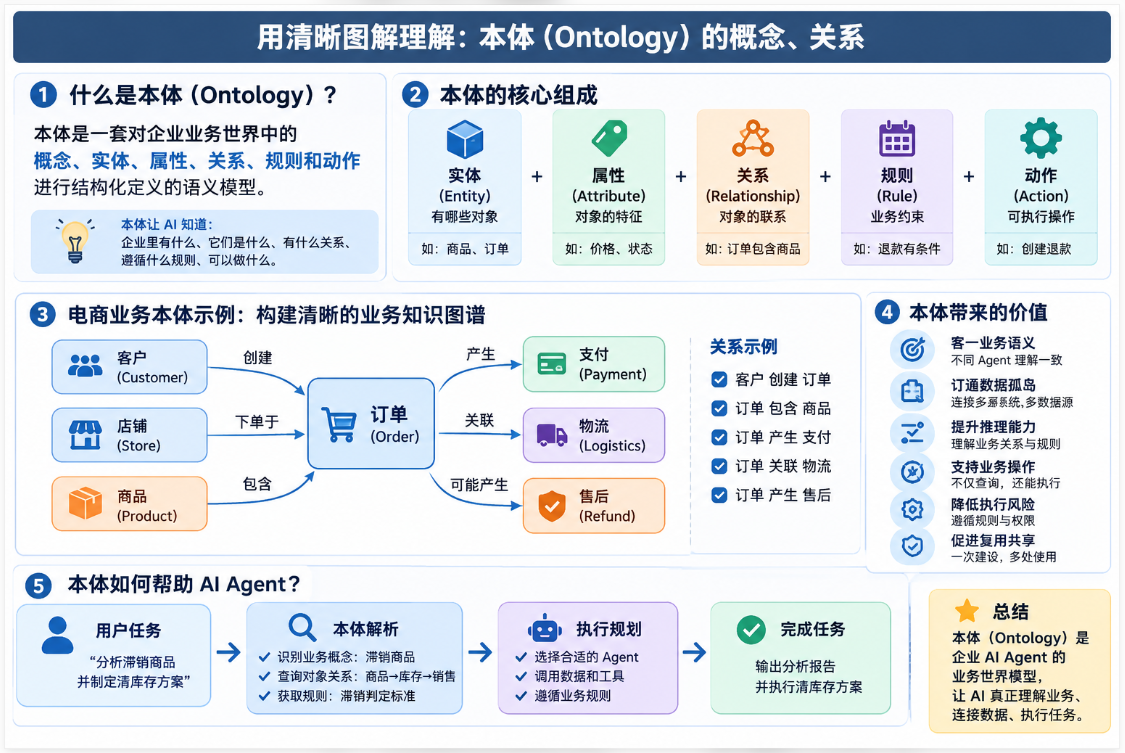 用清晰图解理解：本体（Ontology）的概念、关系
1 什么是本体（Ontology）?
本体是一套对企业业务世界中的
概念、实体、属性、关系、规则和动作
进行结构化定义的语义模型。
本体让 AI 知道：
企业里有什么、它们是什么、有什么关系、
遵循什么规则、可以做什么。
2 本体的核心组成
实体
(Entity)
有哪些对象
如：商品、订单
+
属性
(Attribute)
对象的特征
如：价格、状态
+
关系
(Relationship)
对象的联系
如：订单包含商品
+
规则
(Rule)
业务约束
如：退款有条件
+
动作
(Action)
可执行操作
如：创建退款
3 电商业务本体示例：构建清晰的业务知识图谱
客户
(Customer)
店铺
(Store)
商品
(Product)
创建
下单于
包含
订单
(Order)
产生
关联
可能产生
支付
(Payment)
物流
(Logistics)
售后
(Refund)
关系示例
客户 创建 订单
订单 包含 商品
订单 产生 支付
订单 关联 物流
订单 产生 售后
4 本体带来的价值
客一业务语义
不同 Agent 理解一致
订通数据孤岛
连接多源系统,多数据源
提升推理能力
理解业务关系与规则
支持业务操作
不仅查询，还能执行
降低执行风险
遵循规则与权限
促进复用共享
一次建设，多处使用
5 本体如何帮助 AI Agent?
用户任务
“分析滞销商品
并制定清库存方案”
本体解析
识别业务概念：滞销商品
查询对象关系：商品→库存→销售
获取规则：滞销判定标准
执行规划
选择合适的 Agent
调用数据和工具
遵循业务规则
完成任务
输出分析报告
并执行清库存方案
总结
本体（Ontology）是
企业 AI Agent 的
业务世界模型，
让 AI 真正理解业务、
连接数据、执行任务。